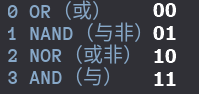 0 OR（或） 00
1 NAND（与非）01
2 NOR（或非） 10
3 AND（与） 11